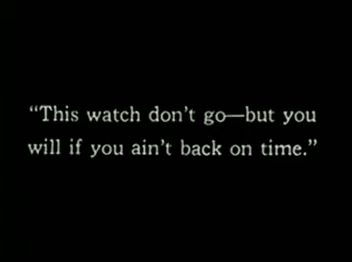 “This watch don’t go—but you
will if you ain’t back on time.”